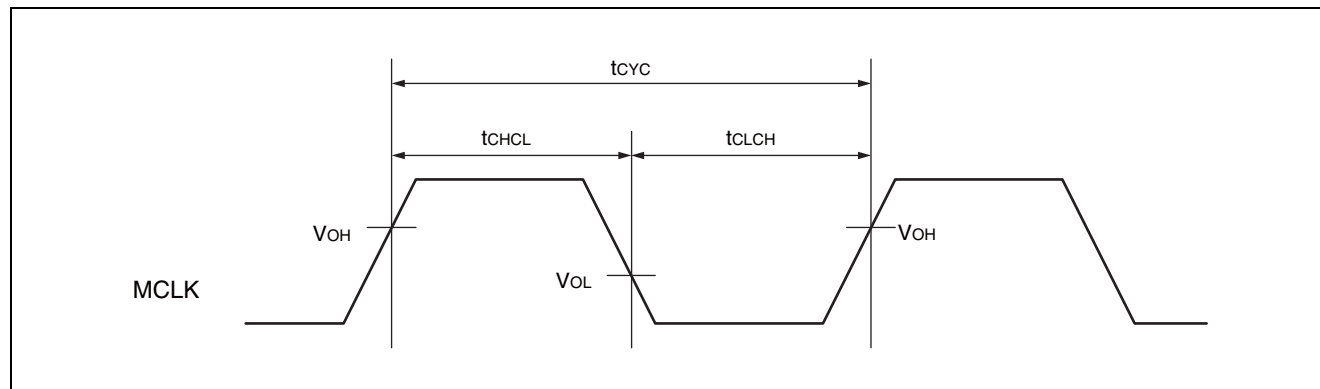 tCYC
tCHCL
tCLCH
VOH
VOH
VOL
MCLK